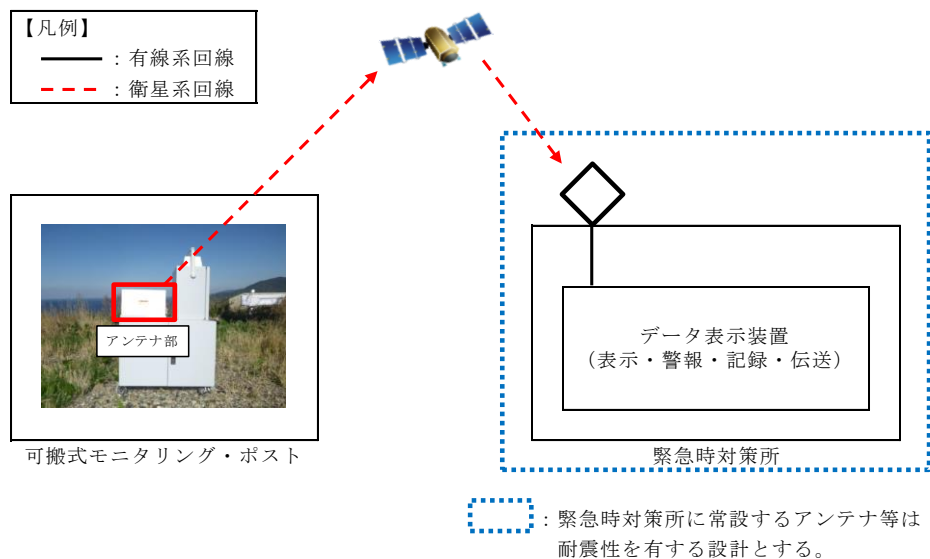 【凡例】
：有線系回線
：衛星系回線
アンテナ部
データ表示装置
（表示・警報・記録・伝送）
可搬式モニタリング・ポスト
緊急時対策所
：緊急時対策所に常設するアンテナ等は
耐震性を有する設計とする。